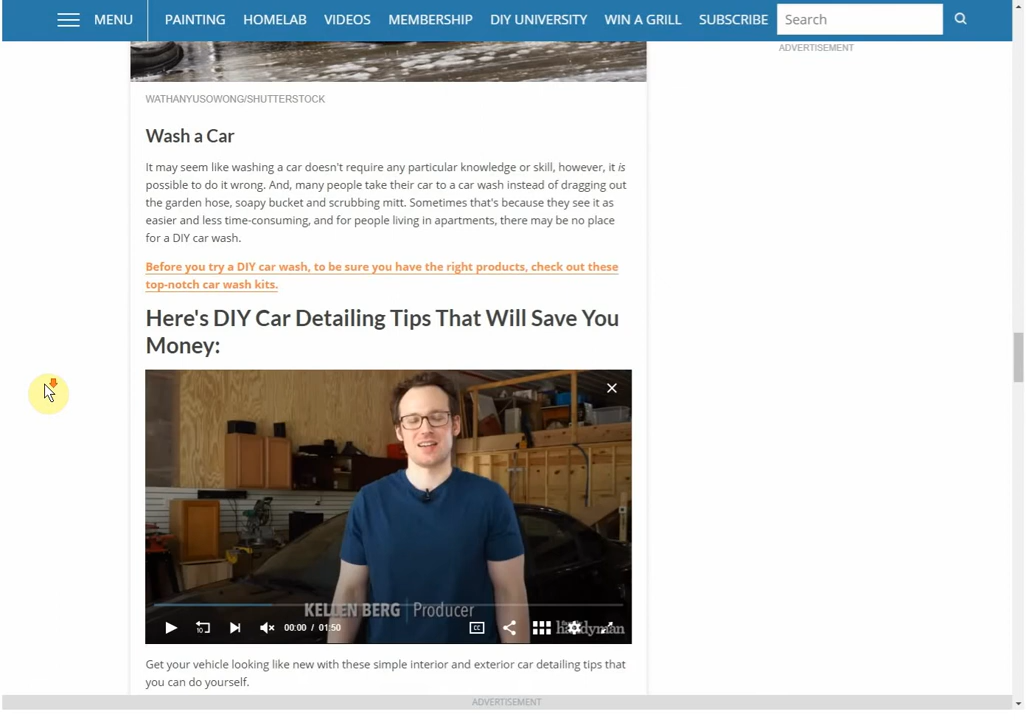 MENU
PAINTING HOMELAB VIDEOS MEMBERSHIP DIY UNIVERSITY WIN A GRILL SUBSCRIBE Search
ADVERTISEMENT
WATHANYUSOWONG/SHUTTERSTOCK
Wash a Car
It may seem like washing a car doesn't require any particular knowledge or skill, however, it is
possible to do it wrong. And, many people take their car to a car wash instead of dragging out
the garden hose, soapy bucket and scrubbing mitt. Sometimes that's because they see it as
easier and less time-consuming, and for people living in apartments, there may be no place
for a DIY car wash.
Before you try a DIY car wash, to be sure you have the right products, check out these
top-notch car wash kits.
Here's DIY Car Detailing Tips That Will Save You
Money:
KELLEN BERG | Producer
10 00:00 / 01:50 CC handyman
Get your vehicle looking like new with these simple interior and exterior car detailing tips that
you can do yourself.
ADVERTISEMENT